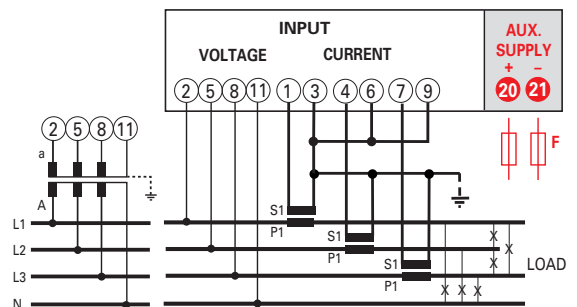 INPUT
VOLTAGE CURRENT
AUX.
SUPPLY
+ −
2 5 8 11 1 3 4 6 7 9 20 21
F
2 5 8 11
a
A
S1
P1
S1
P1
S1
P1
L1
L2
L3
N
X
X
X
X X X
LOAD